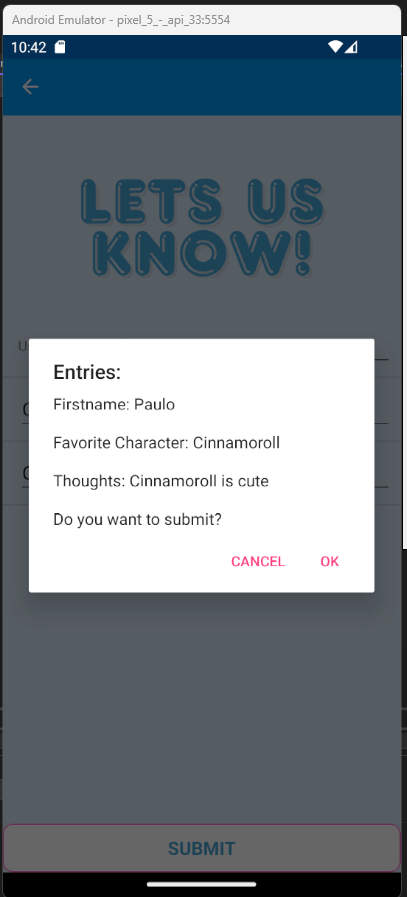 Android Emulator - pixel_5_-_api_33:5554
10:42
LETS US
KNOW!
U
Entries:
Firstname: Paulo
Favorite Character: Cinnamoroll
Thoughts: Cinnamoroll is cute
Do you want to submit?
CANCEL OK
SUBMIT